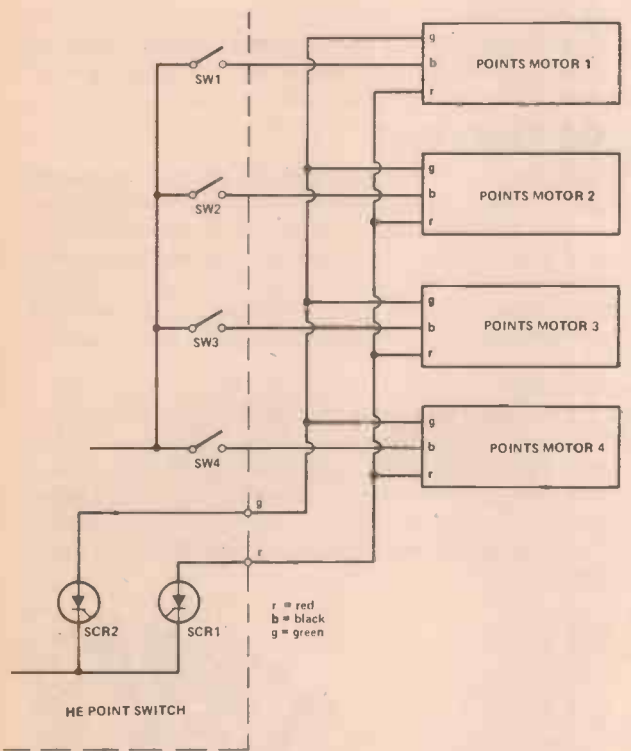 g
b
r
POINTS MOTOR 1
SW1
g
b
r
POINTS MOTOR 2
SW2
g
b
r
POINTS MOTOR 3
SW3
g
b
r
POINTS MOTOR 4
SW4
g
r
SCR2
SCR1
r = red
b = black
g = green
HE POINT SWITCH